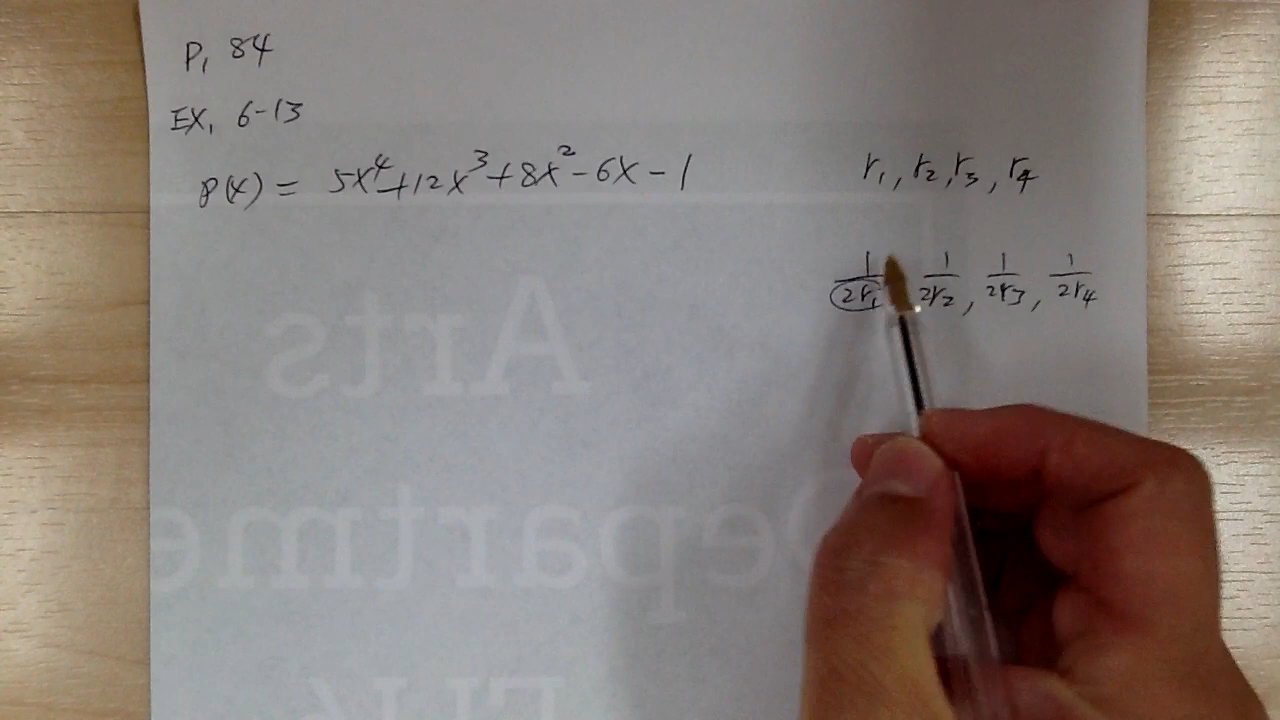 P. 84
EX. 6-13
P(x) = 5x⁴+12x³+8x²-6x-1
r₁, r₂, r₃, r₄
1/2r₁ 1/2r₂, 1/2r₃, 1/2r₄
Arts
Departme